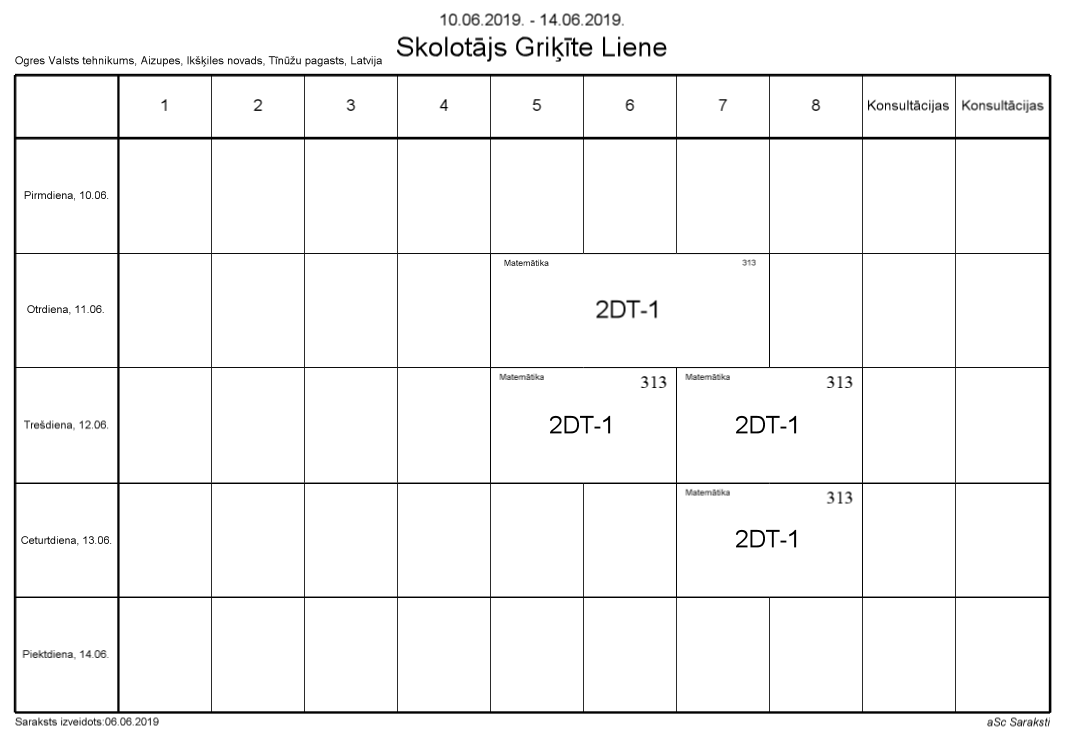 10.06.2019. - 14.06.2019.
Skolotājs Griķīte Liene
Ogres Valsts tehnikums, Aizupes, Ikšķiles novads, Tīnūžu pagasts, Latvija
1 2 3 4 5 6 7 8 Konsultācijas Konsultācijas
Pirmdiena, 10.06.
Matemātika 313
Otrdiena, 11.06. 2DT-1
Matemātika 313 Matemātika 313
Trešdiena, 12.06. 2DT-1 2DT-1
Matemātika 313
Ceturtdiena, 13.06. 2DT-1
Piektdiena, 14.06.
Saraksts izveidots:06.06.2019 aSc Saraksti